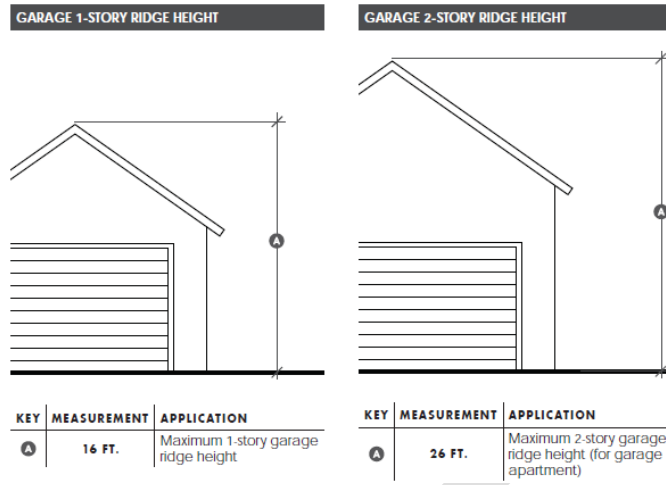 GARAGE 1-STORY RIDGE HEIGHT
A
KEY MEASUREMENT APPLICATION
A 16 FT. Maximum 1-story garage
ridge height
GARAGE 2-STORY RIDGE HEIGHT
A
KEY MEASUREMENT APPLICATION
A 26 FT. Maximum 2-story garage
ridge height (for garage
apartment)